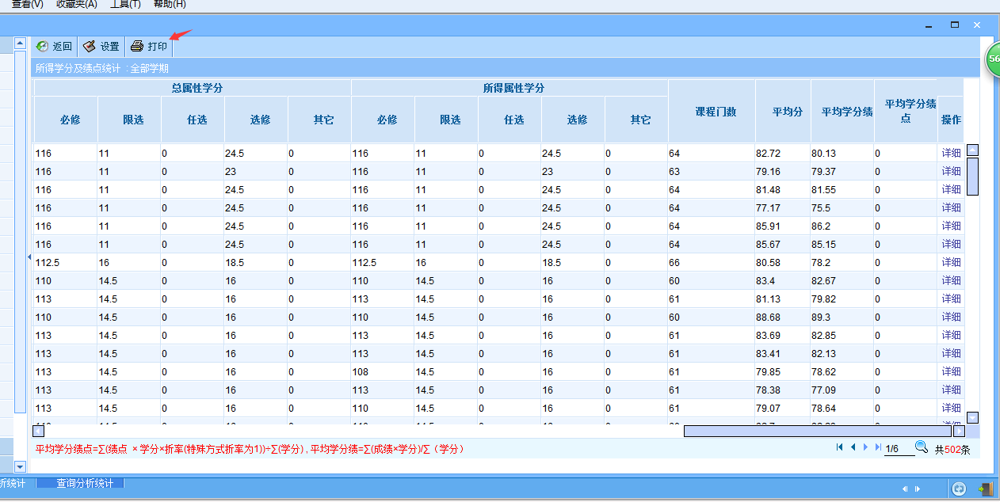 查看(V) 收藏夹(A) 工具(T) 帮助(H)
返回 设置 打印
56
所得学分及绩点统计 :全部学期
总属性学分 所得属性学分
必修 限选 任选 选修 其它 必修 限选 任选 选修 其它 课程门数 平均分 平均学分绩 平均学分绩点 操作
116 11 0 24.5 0 116 11 0 24.5 0 64 82.72 80.13 0 详细
116 11 0 23 0 116 11 0 23 0 63 79.16 79.37 0 详细
116 11 0 24.5 0 116 11 0 24.5 0 64 81.48 81.55 0 详细
116 11 0 24.5 0 116 11 0 24.5 0 64 77.17 75.5 0 详细
116 11 0 24.5 0 116 11 0 24.5 0 64 85.91 86.2 0 详细
116 11 0 24.5 0 116 11 0 24.5 0 64 85.67 85.15 0 详细
112.5 16 0 18.5 0 112.5 16 0 18.5 0 66 80.58 78.2 0 详细
110 14.5 0 16 0 110 14.5 0 16 0 60 83.4 82.67 0 详细
113 14.5 0 16 0 113 14.5 0 16 0 61 81.13 79.82 0 详细
110 14.5 0 16 0 110 14.5 0 16 0 60 88.68 89.3 0 详细
113 14.5 0 16 0 113 14.5 0 16 0 61 83.69 82.85 0 详细
113 14.5 0 16 0 113 14.5 0 16 0 61 83.41 82.13 0 详细
113 14.5 0 16 0 108 14.5 0 16 0 61 79.85 78.62 0 详细
113 14.5 0 16 0 113 14.5 0 16 0 61 78.38 77.09 0 详细
113 14.5 0 16 0 110 14.5 0 16 0 61 79.07 78.64 0 详细
平均学分绩点=∑(绩点 ×学分×折率(特殊方式折率为1))÷∑(学分),平均学分绩=∑(成绩×学分)/∑（学分） 1/6 共502条
析统计 查询分析统计